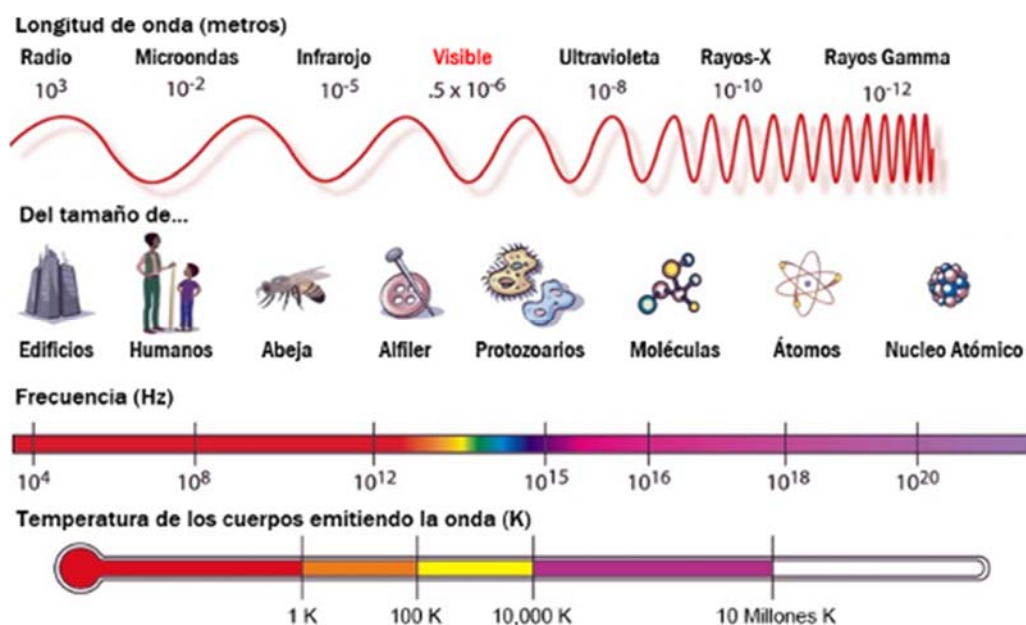 Longitud de onda (metros)
Radio Microondas Infrarojo Visible Ultravioleta Rayos-X Rayos Gamma
10³ 10⁻² 10⁻⁵ .5 x 10⁻⁶ 10⁻⁸ 10⁻¹⁰ 10⁻¹²
Del tamaño de...
Edificios Humanos Abeja Alfiler Protozoarios Moléculas Átomos Nucleo Atómico
Frecuencia (Hz)
10⁴ 10⁸ 10¹² 10¹⁵ 10¹⁶ 10¹⁸ 10²⁰
Temperatura de los cuerpos emitiendo la onda (K)
1 K 100 K 10,000 K 10 Millones K